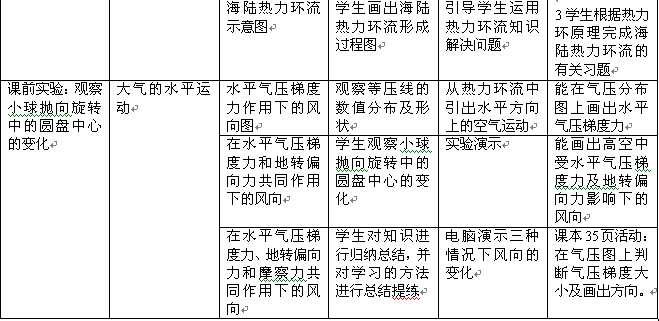 海陆热力环流
示意图
学生画出海陆
热力环流形成
过程图
引导学生运用
热力环流知识
解决问题
3 学生根据热力
环原理完成海
陆热力环流的
有关习题
课前实验：观察
小球抛向旋转
中的圆盘中心
的变化
大气的水平运
动
水平气压梯度
力作用下的风
向图
观察等压线的
数值分布及形
状
从热力环流中
引出水平方向
上的空气运动
能在气压分布
图上画出水平
气压梯度力
在水平气压梯
度力和地转偏
向力共同作用
下的风向
学生观察小球
抛向旋转中的
圆盘中心的变
化
实验演示
能画出高空中
受水平气压梯
度力及地转偏
向力影响下的
风向
在水平气压梯
度力、地转偏向
力和摩察力共
同作用下的风
向
学生对知识进
行归纳总结，并
对学习的方法
进行总结提练
电脑演示三种
情况下风向的
变化
课本 35 页活动：
在气压图上判
断气压梯度大
小及画出方向。